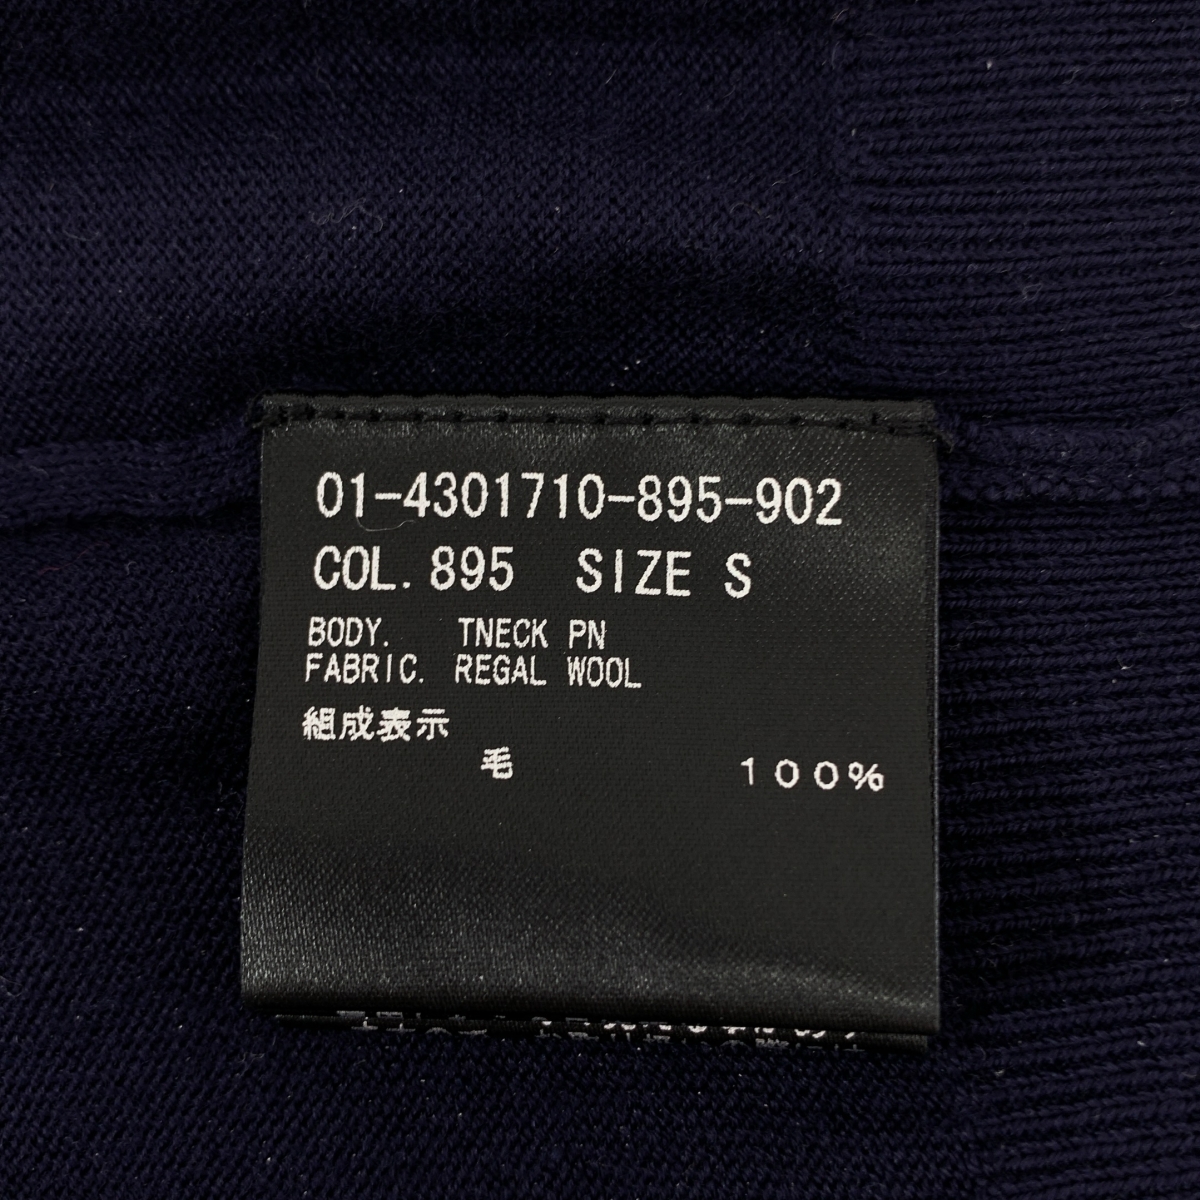 01-4301710-895-902
COL. 895 SIZE S
BODY. TNECK PN
FABRIC. REGAL WOOL
組成表示
毛 100%